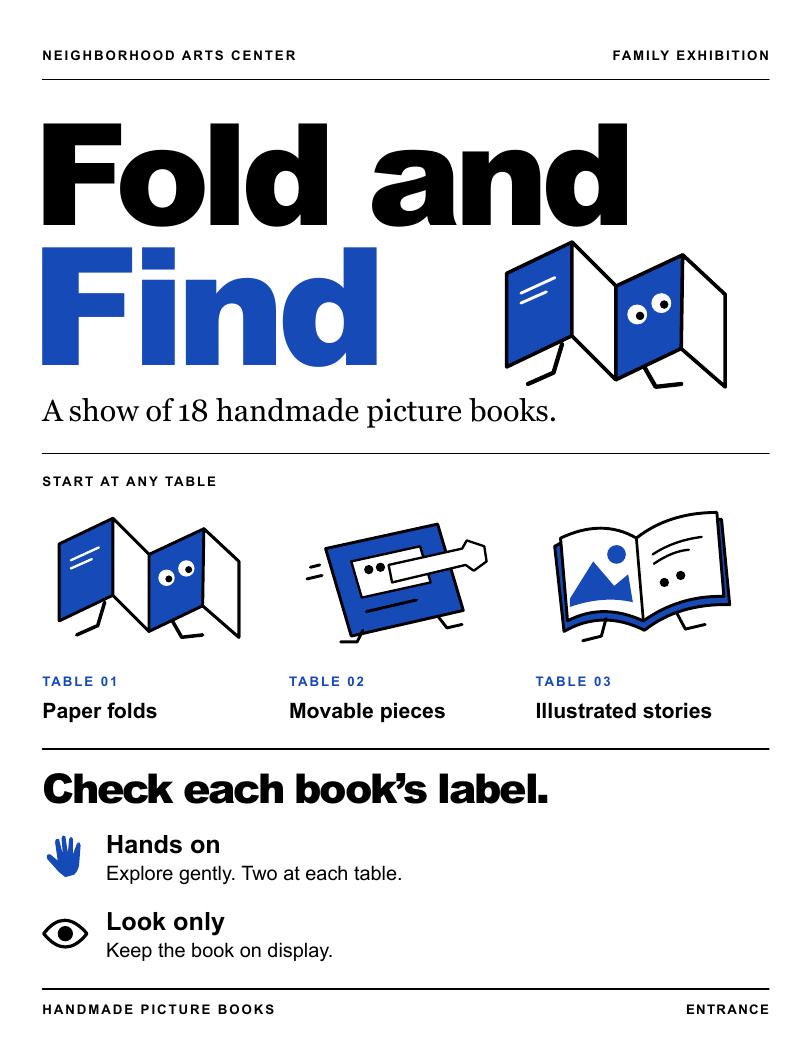 NEIGHBORHOOD ARTS CENTER
FAMILY EXHIBITION
Fold and
Find
A show of 18 handmade picture books.
START AT ANY TABLE
TABLE 01
Paper folds
TABLE 02
Movable pieces
TABLE 03
Illustrated stories
Check each book’s label.
Hands on
Explore gently. Two at each table.
Look only
Keep the book on display.
HANDMADE PICTURE BOOKS
ENTRANCE